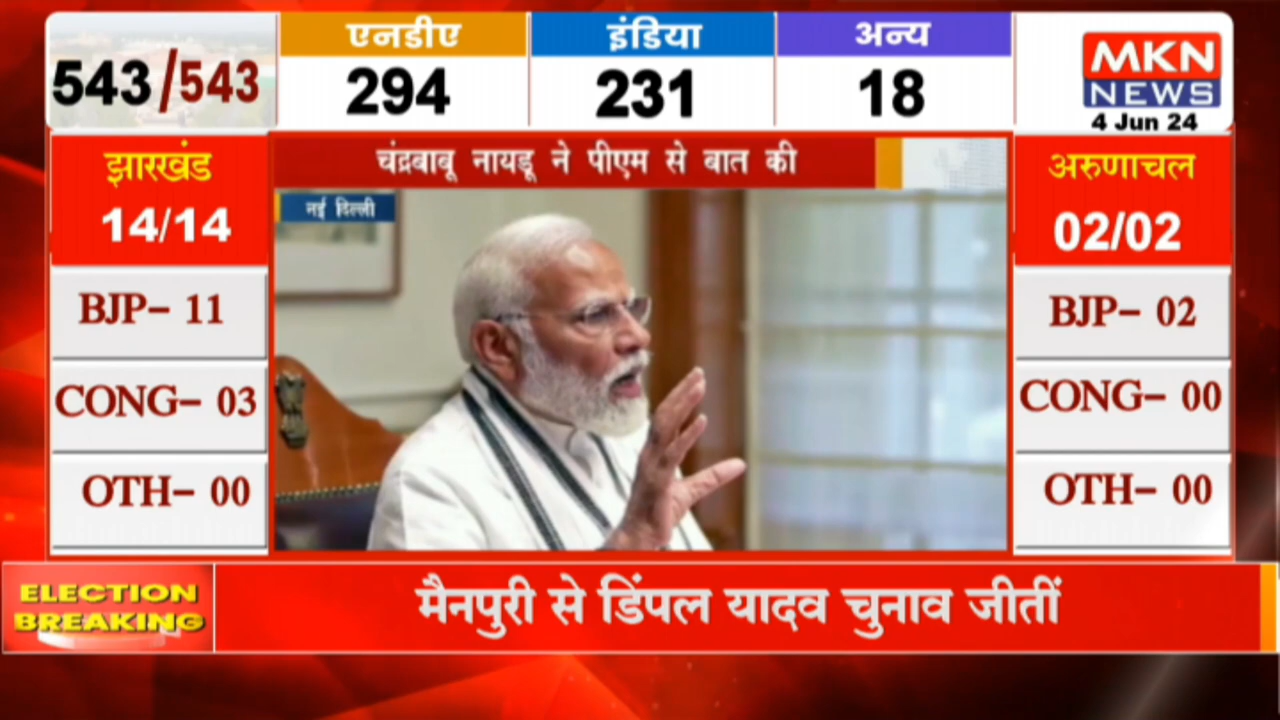 543/543
एनडीए
294
इंडिया
231
अन्य
18
MKN
NEWS
4 Jun 24
झारखंड
14/14
BJP- 11
CONG- 03
OTH- 00
चंद्रबाबू नायडू ने पीएम से बात की
नई दिल्ली
अरुणाचल
02/02
BJP- 02
CONG- 00
OTH- 00
ELECTION
BREAKING
मैनपुरी से डिंपल यादव चुनाव जीतीं